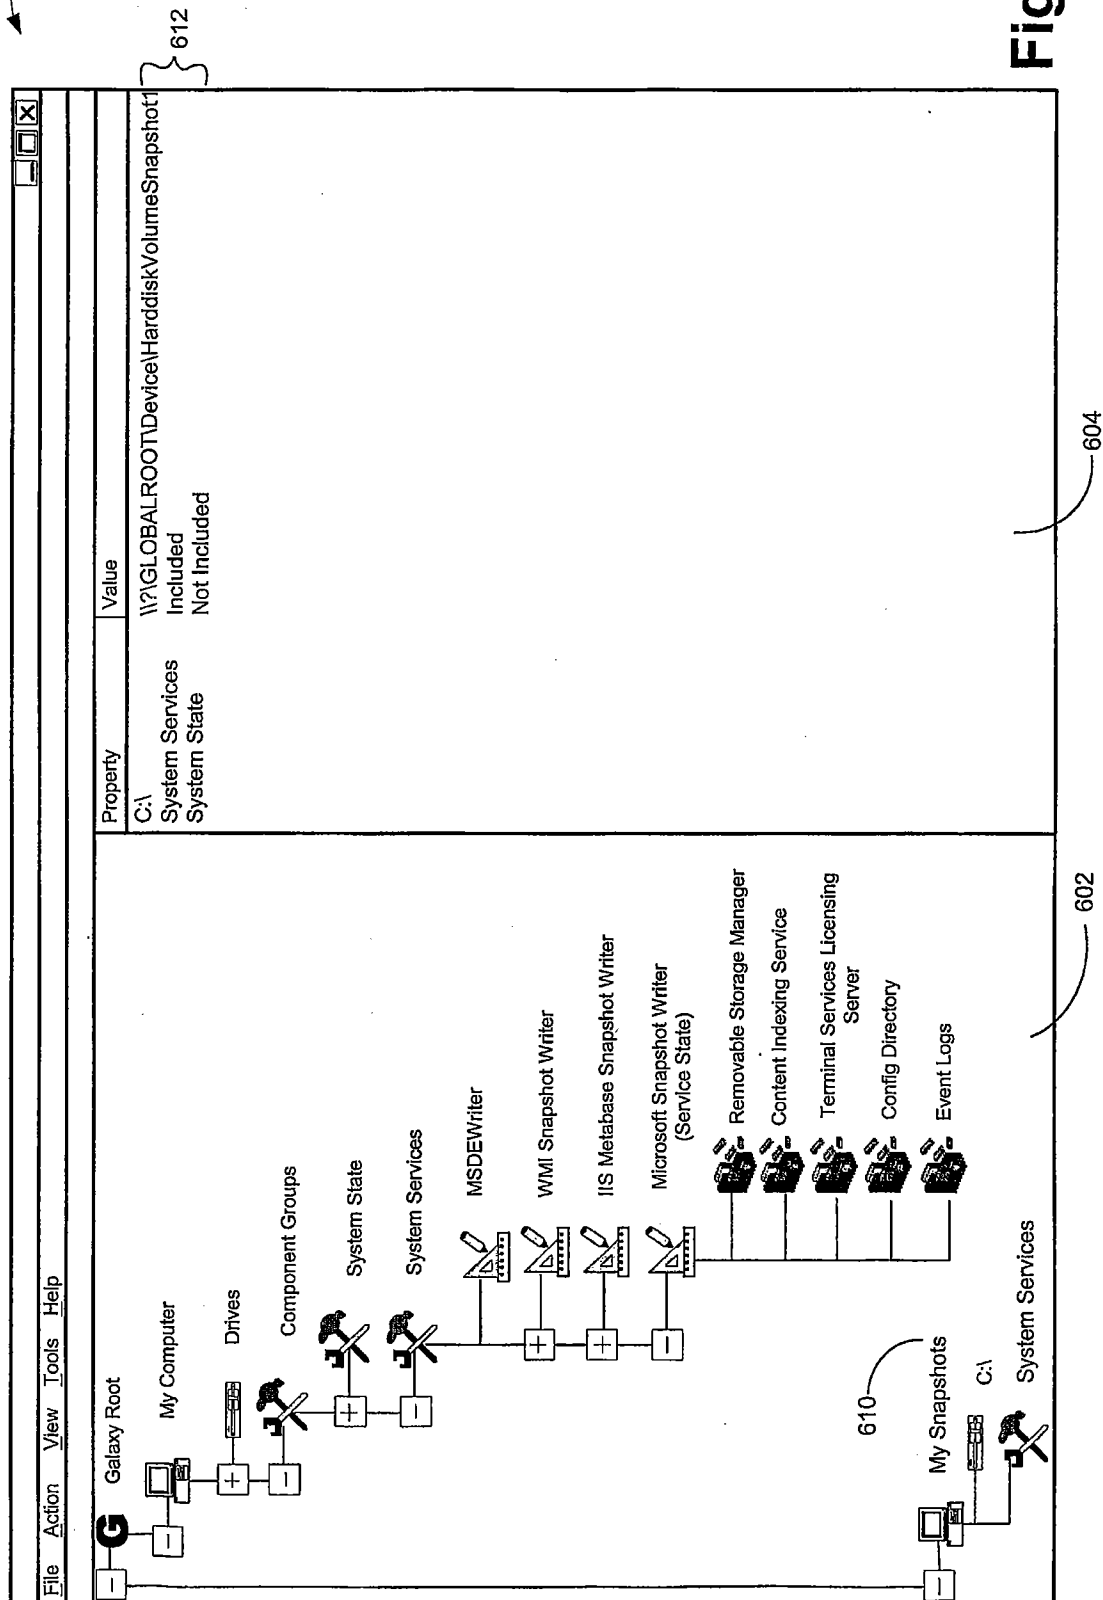 File Action View Tools Help
Galaxy Root
My Computer
Drives
Component Groups
System State
System Services
MSDEWriter
WMI Snapshot Writer
IIS Metabase Snapshot Writer
Microsoft Snapshot Writer
(Service State)
Removable Storage Manager
Content Indexing Service
Terminal Services Licensing
Server
Config Directory
Event Logs
610
My Snapshots
C:\
System Services
602
Property Value
C:\ \\?\GLOBALROOT\Device\HarddiskVolumeSnapshot1
System Services Included
System State Not Included
612
604
Fig